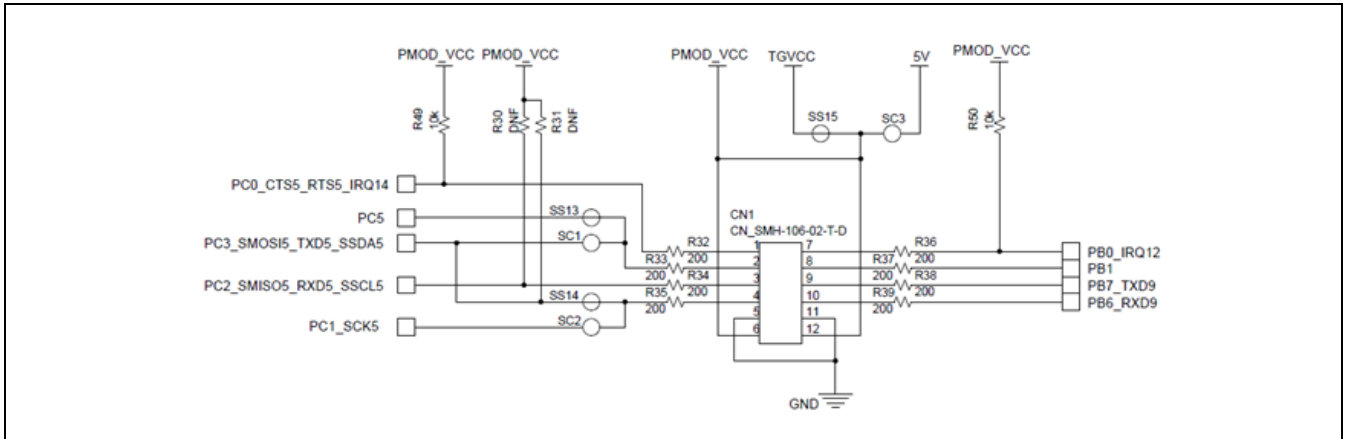 PMOD_VCC PMOD_VCC PMOD_VCC TGVCC 5V PMOD_VCC
R49 10k
R30 DNF
R31 DNF
SS15 SC3
R50 10k
PC0_CTS5_RTS5_IRQ14
PC5 SS13
PC3_SMOSI5_TXD5_SSDA5 SC1
PC2_SMISO5_RXD5_SSCL5
SS14
PC1_SCK5 SC2
CN1
CN_SMH-106-02-T-D
R32 200
R33 200
R34 200
R35 200
1 7
2 8
3 9
4 10
5 11
6 12
R36 200
R37 200
R38 200
R39 200
PB0_IRQ12
PB1
PB7_TXD9
PB6_RXD9
GND